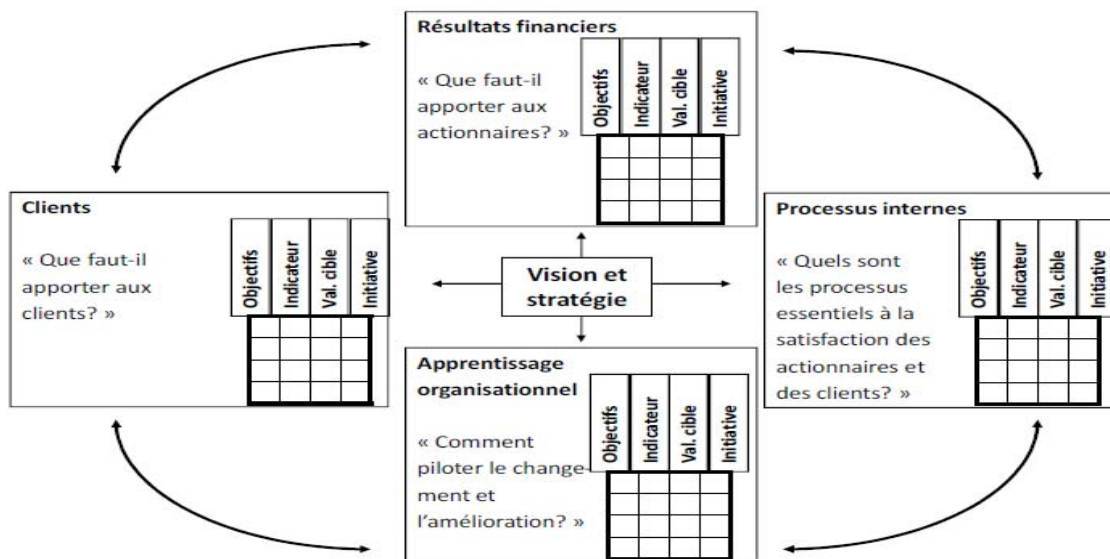 Résultats financiers
« Que faut-il
apporter aux
actionnaires? »
Objectifs
Indicateur
Val. cible
Initiative
Clients
« Que faut-il
apporter aux
clients? »
Objectifs
Indicateur
Val. cible
Initiative
Vision et
stratégie
Processus internes
« Quels sont
les processus
essentiels à la
satisfaction des
actionnaires et
des clients? »
Objectifs
Indicateur
Val. cible
Initiative
Apprentissage
organisationnel
« Comment
piloter le change-
ment et
l'amélioration? »
Objectifs
Indicateur
Val. cible
Initiative